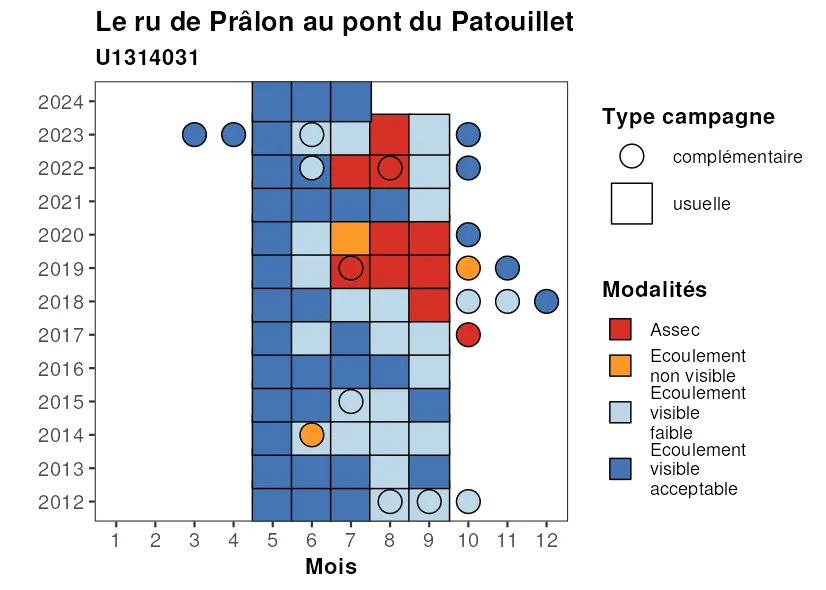 Le ru de Prâlon au pont du Patouillet
U1314031
2024
2023
2022
2021
2020
2019
2018
2017
2016
2015
2014
2013
2012
1 2 3 4 5 6 7 8 9 10 11 12
Mois
Type campagne
complémentaire
usuelle
Modalités
Assec
Ecoulement
non visible
Ecoulement
visible
faible
Ecoulement
visible
acceptable